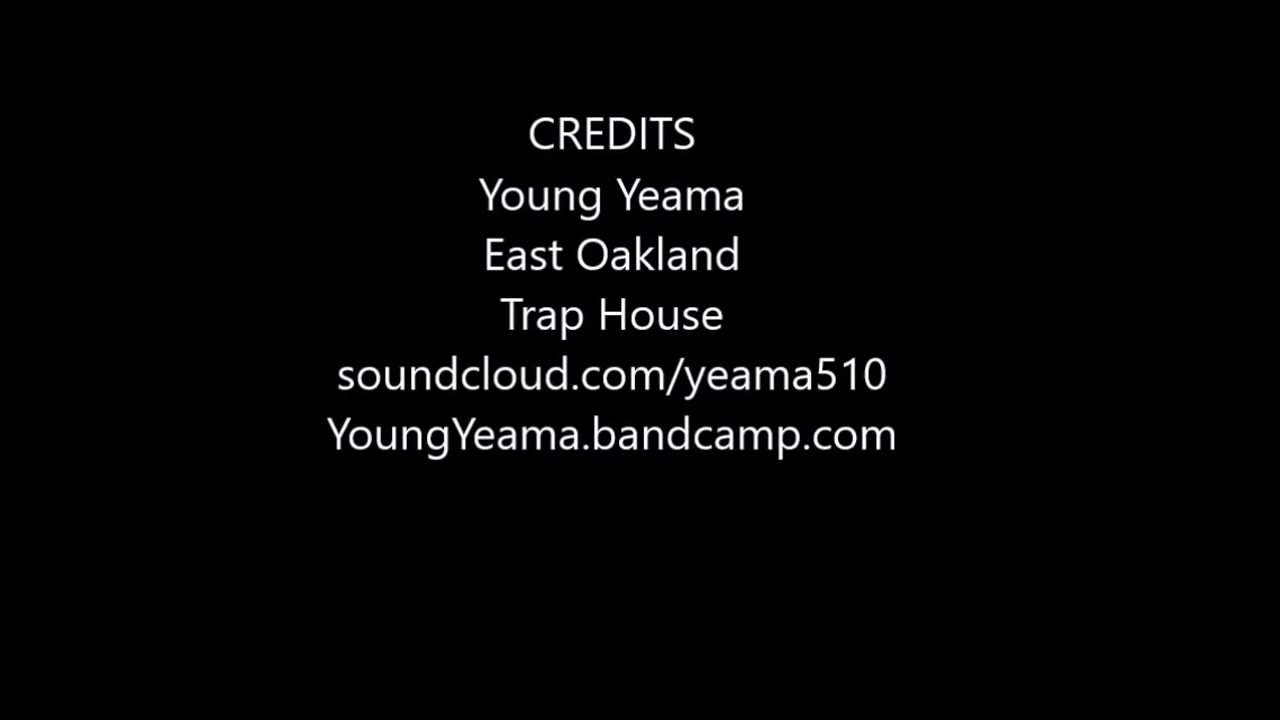 CREDITS
Young Yeama
East Oakland
Trap House
soundcloud.com/yeama510
YoungYeama.bandcamp.com